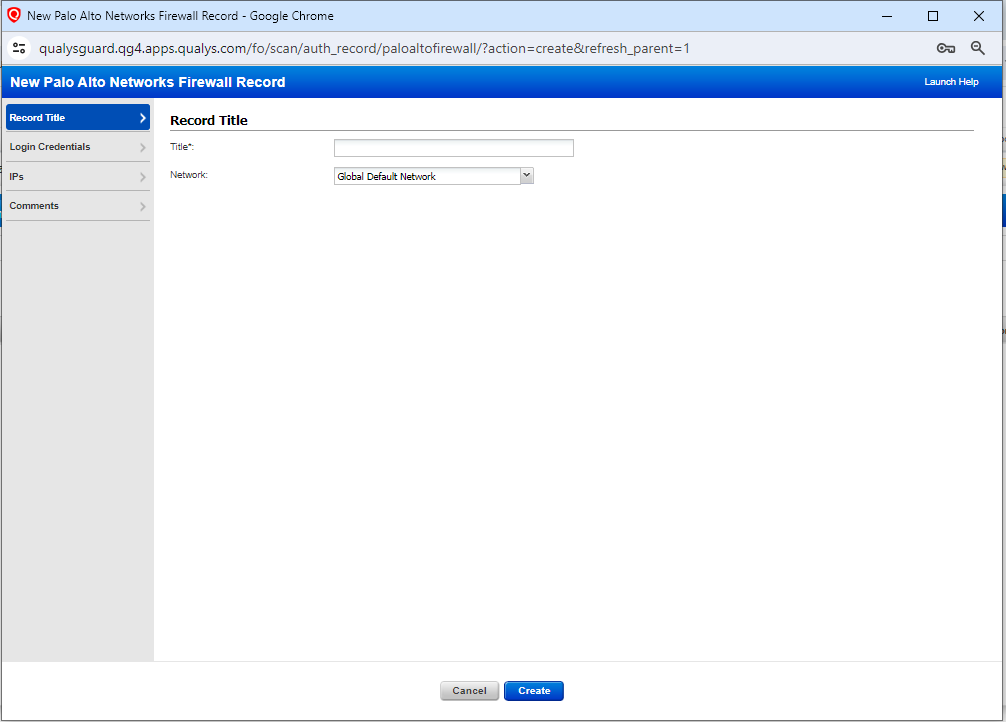 New Palo Alto Networks Firewall Record - Google Chrome
qualysguard.qg4.apps.qualys.com/fo/scan/auth_record/paloaltofirewall/?action=create&refresh_parent=1
New Palo Alto Networks Firewall Record
Launch Help
Record Title
Login Credentials
IPs
Comments
Record Title
Title*:
Network:
Global Default Network
Cancel
Create